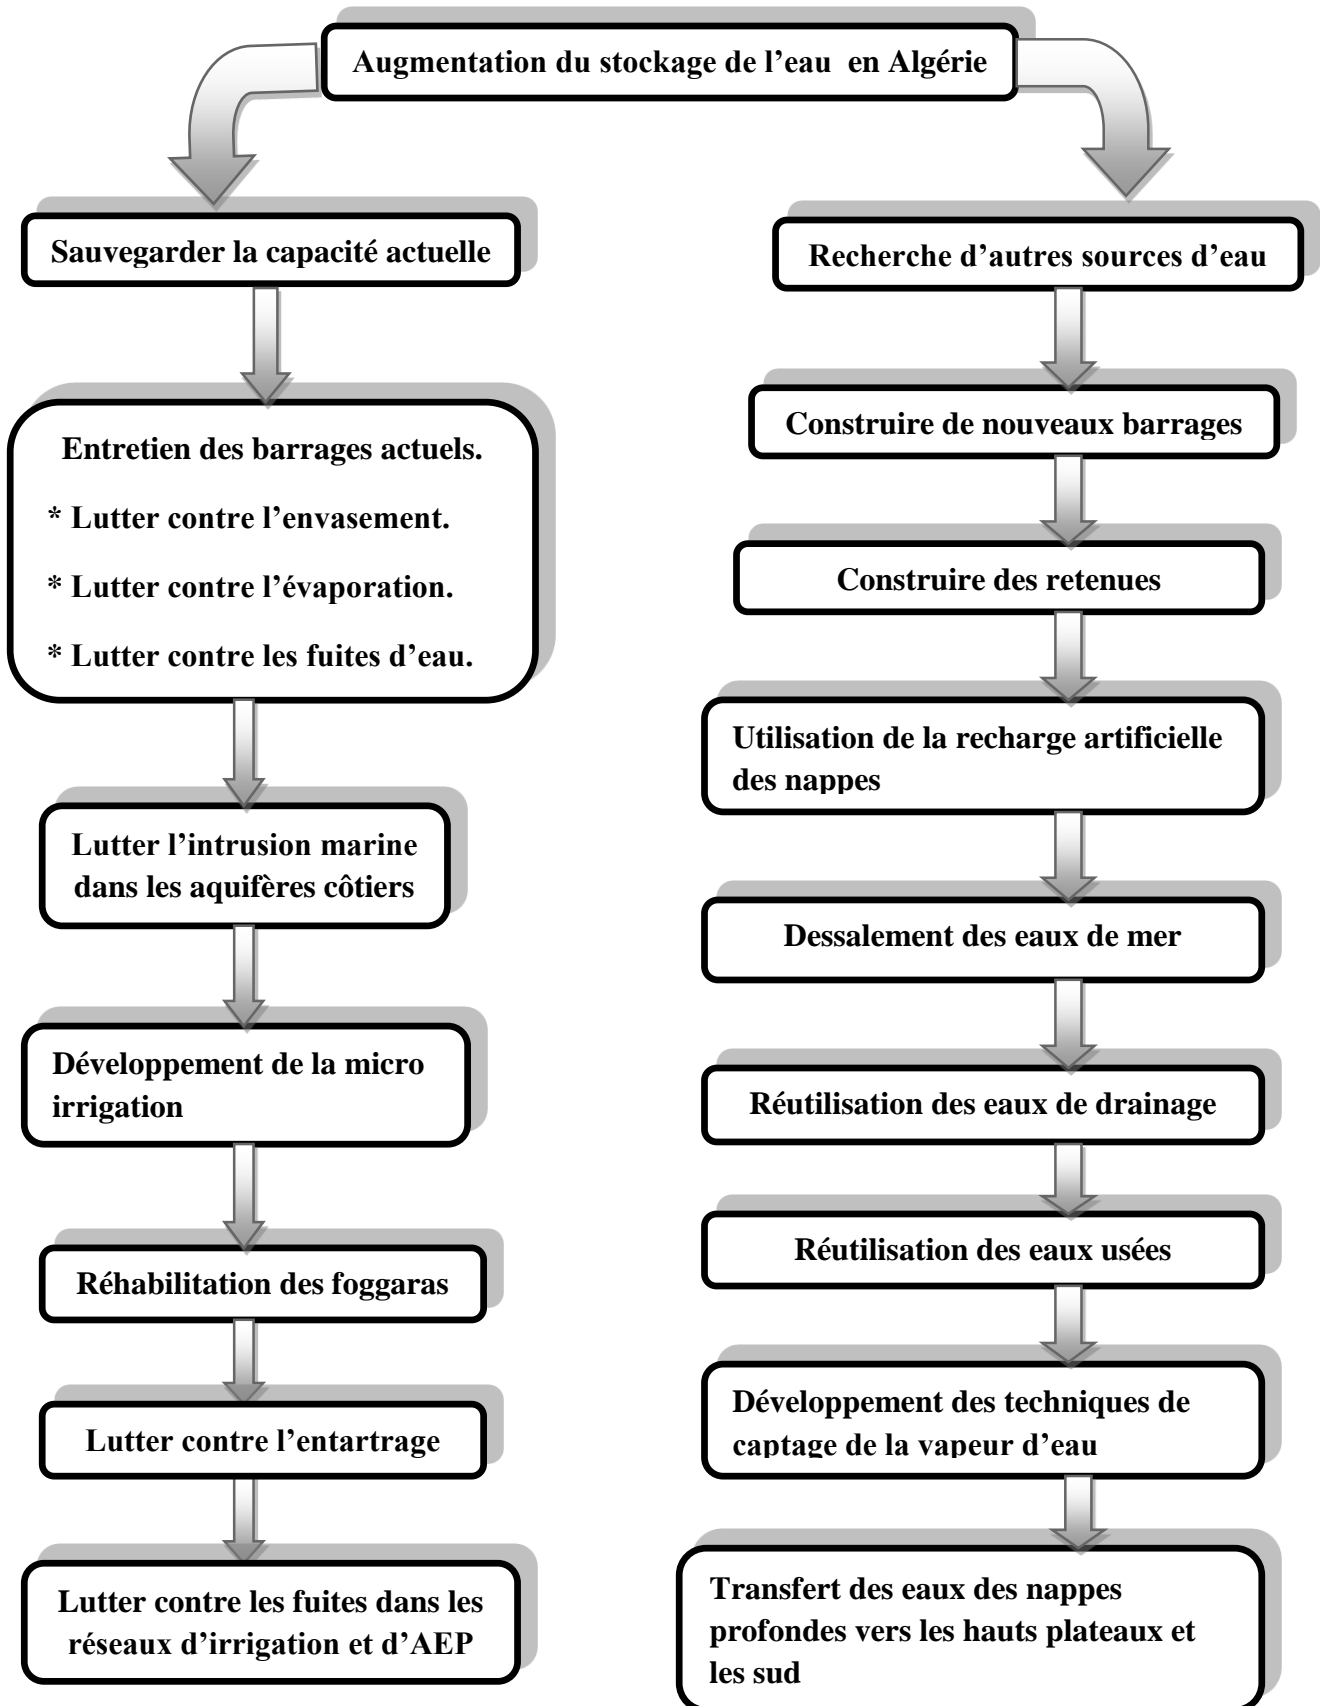 Augmentation du stockage de l’eau en Algérie
Sauvegarder la capacité actuelle
Entretien des barrages actuels.
* Lutter contre l’envasement.
* Lutter contre l’évaporation.
* Lutter contre les fuites d’eau.
Lutter l’intrusion marine
dans les aquifères côtiers
Développement de la micro
irrigation
Réhabilitation des foggaras
Lutter contre l’entartrage
Lutter contre les fuites dans les
réseaux d’irrigation et d’AEP
Recherche d’autres sources d’eau
Construire de nouveaux barrages
Construire des retenues
Utilisation de la recharge artificielle
des nappes
Dessalement des eaux de mer
Réutilisation des eaux de drainage
Réutilisation des eaux usées
Développement des techniques de
captage de la vapeur d’eau
Transfert des eaux des nappes
profondes vers les hauts plateaux et
les sud